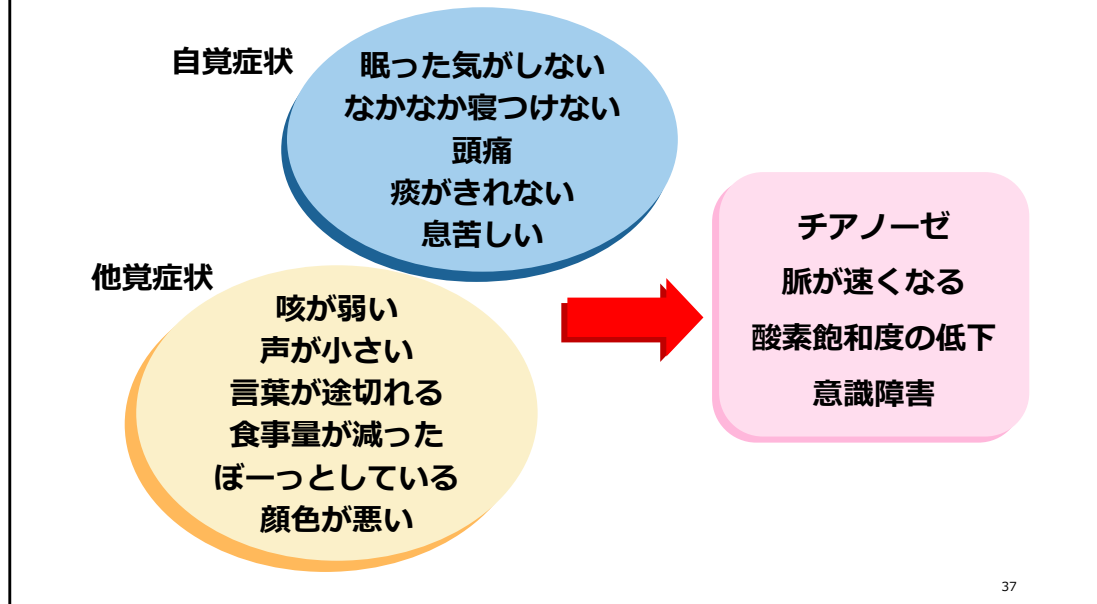 自覚症状
眠った気がしない
なかなか寝つけない
頭痛
痰がきれない
息苦しい
他覚症状
咳が弱い
声が小さい
言葉が途切れる
食事量が減った
ぼーっとしている
顔色が悪い
チアノーゼ
脈が速くなる
酸素飽和度の低下
意識障害
37